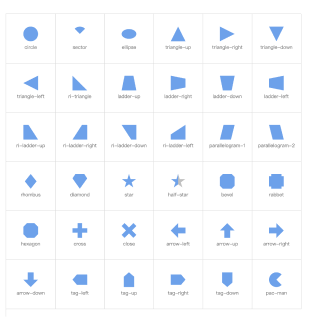 circle
sector
ellipse
triangle-up
triangle-right
triangle-down
triangle-left
rt-triangle
ladder-up
ladder-right
ladder-down
ladder-left
rt-ladder-up
rt-ladder-right
rt-ladder-down
rt-ladder-left
parallelogram-1
parallelogram-2
rhombus
diamond
star
half-star
bevel
rabbet
hexagon
cross
close
arrow-left
arrow-up
arrow-right
arrow-down
tag-left
tag-up
tag-right
tag-down
pac-man